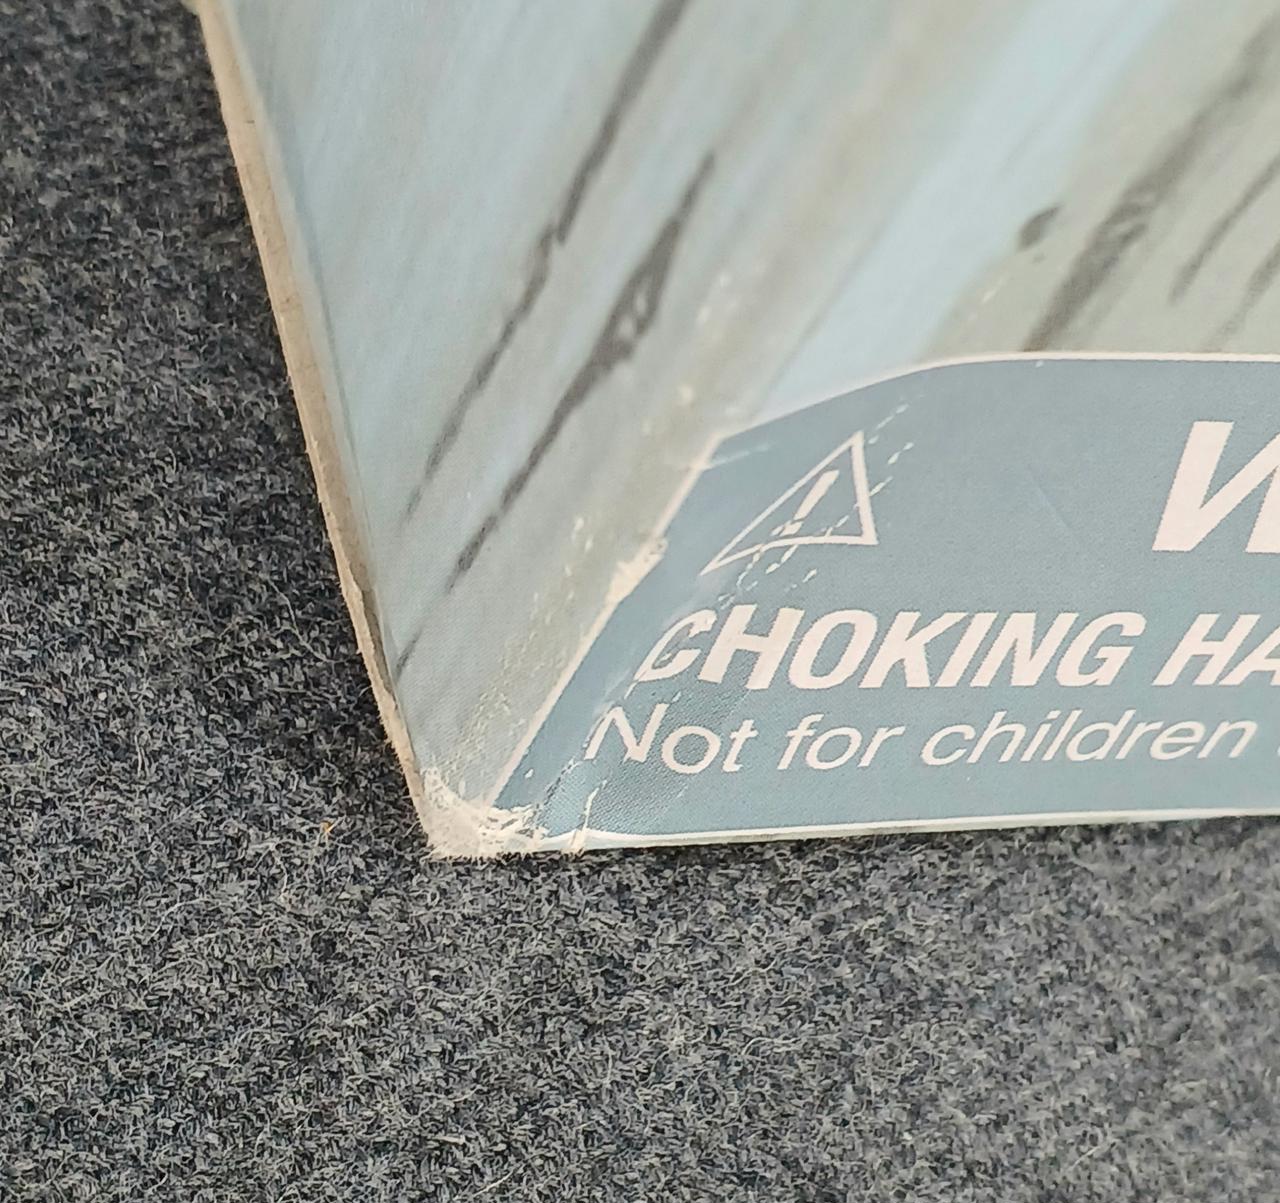 CHOKING HA
Not for children